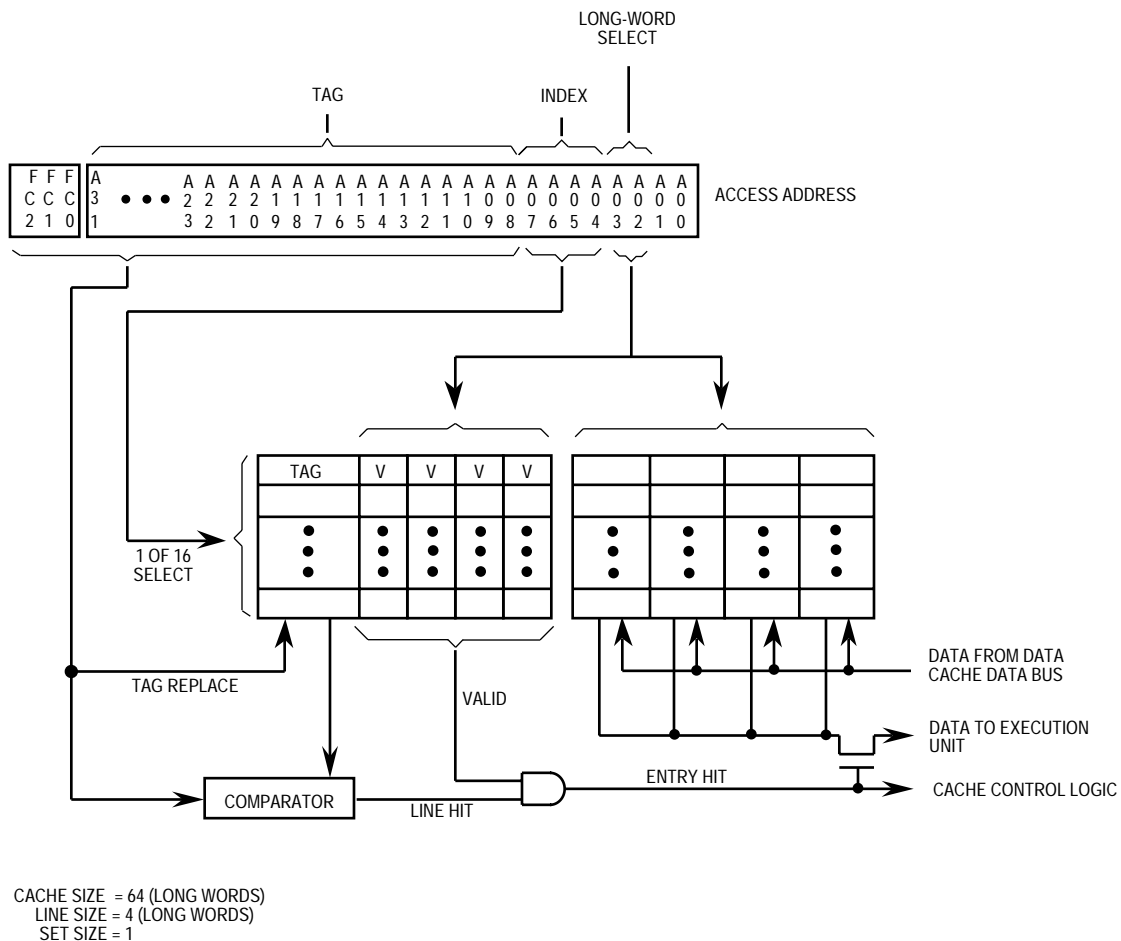 LONG-WORD
SELECT
TAG
INDEX
F F F A A A A A A A A A A A A A A A A A A A A A A A A A
C C C 3 • • • 2 2 2 2 1 1 1 1 1 1 1 1 1 1 0 0 0 0 0 0 0 0 0 0
2 1 0 1 3 2 1 0 9 8 7 6 5 4 3 2 1 0 9 8 7 6 5 4 3 2 1 0
ACCESS ADDRESS
TAG V V V V
1 OF 16
SELECT
TAG REPLACE
VALID
DATA FROM DATA
CACHE DATA BUS
DATA TO EXECUTION
UNIT
ENTRY HIT
CACHE CONTROL LOGIC
COMPARATOR
LINE HIT
CACHE SIZE = 64 (LONG WORDS)
LINE SIZE = 4 (LONG WORDS)
SET SIZE = 1